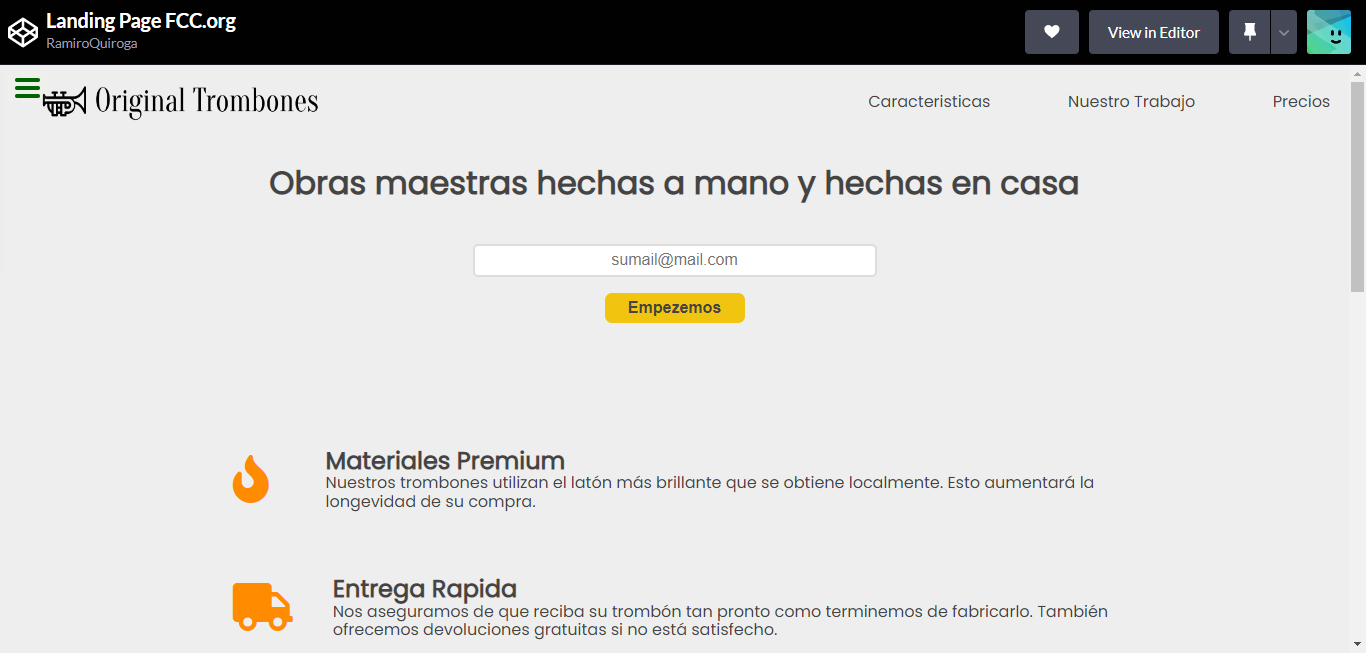 Landing Page FCC.org
RamiroQuiroga
View in Editor
Original Trombones
Caracteristicas
Nuestro Trabajo
Precios
Obras maestras hechas a mano y hechas en casa
sumail@mail.com
Empezemos
Materiales Premium
Nuestros trombones utilizan el latón más brillante que se obtiene localmente. Esto aumentará la
longevidad de su compra.
Entrega Rapida
Nos aseguramos de que reciba su trombón tan pronto como terminemos de fabricarlo. También
ofrecemos devoluciones gratuitas si no está satisfecho.